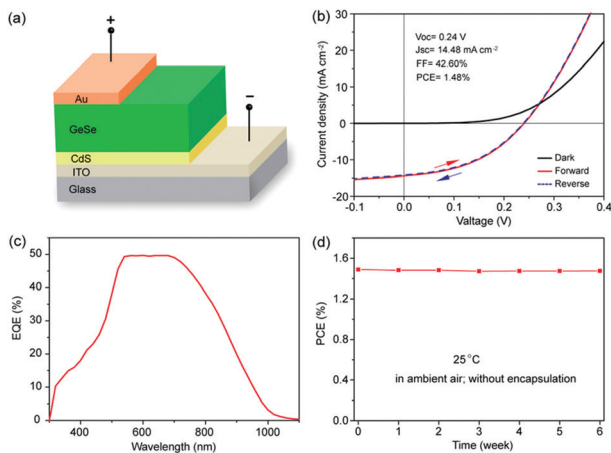 (a)
+
−
Au
GeSe
CdS
ITO
Glass
(b)
Voc= 0.24 V
Jsc= 14.48 mA cm⁻²
FF= 42.60%
PCE= 1.48%
Current density (mA cm⁻²)
30
20
10
0
-10
-20
Dark
Forward
Reverse
-0.1 0.0 0.1 0.2 0.3 0.4
Valtage (V)
(c)
EQE (%)
50
40
30
20
10
0
400 600 800 1000
Wavelength (nm)
(d)
PCE (%)
1.6
1.2
0.8
0.4
0.0
25°C
in ambient air; without encapsulation
0 1 2 3 4 5 6
Time (week)